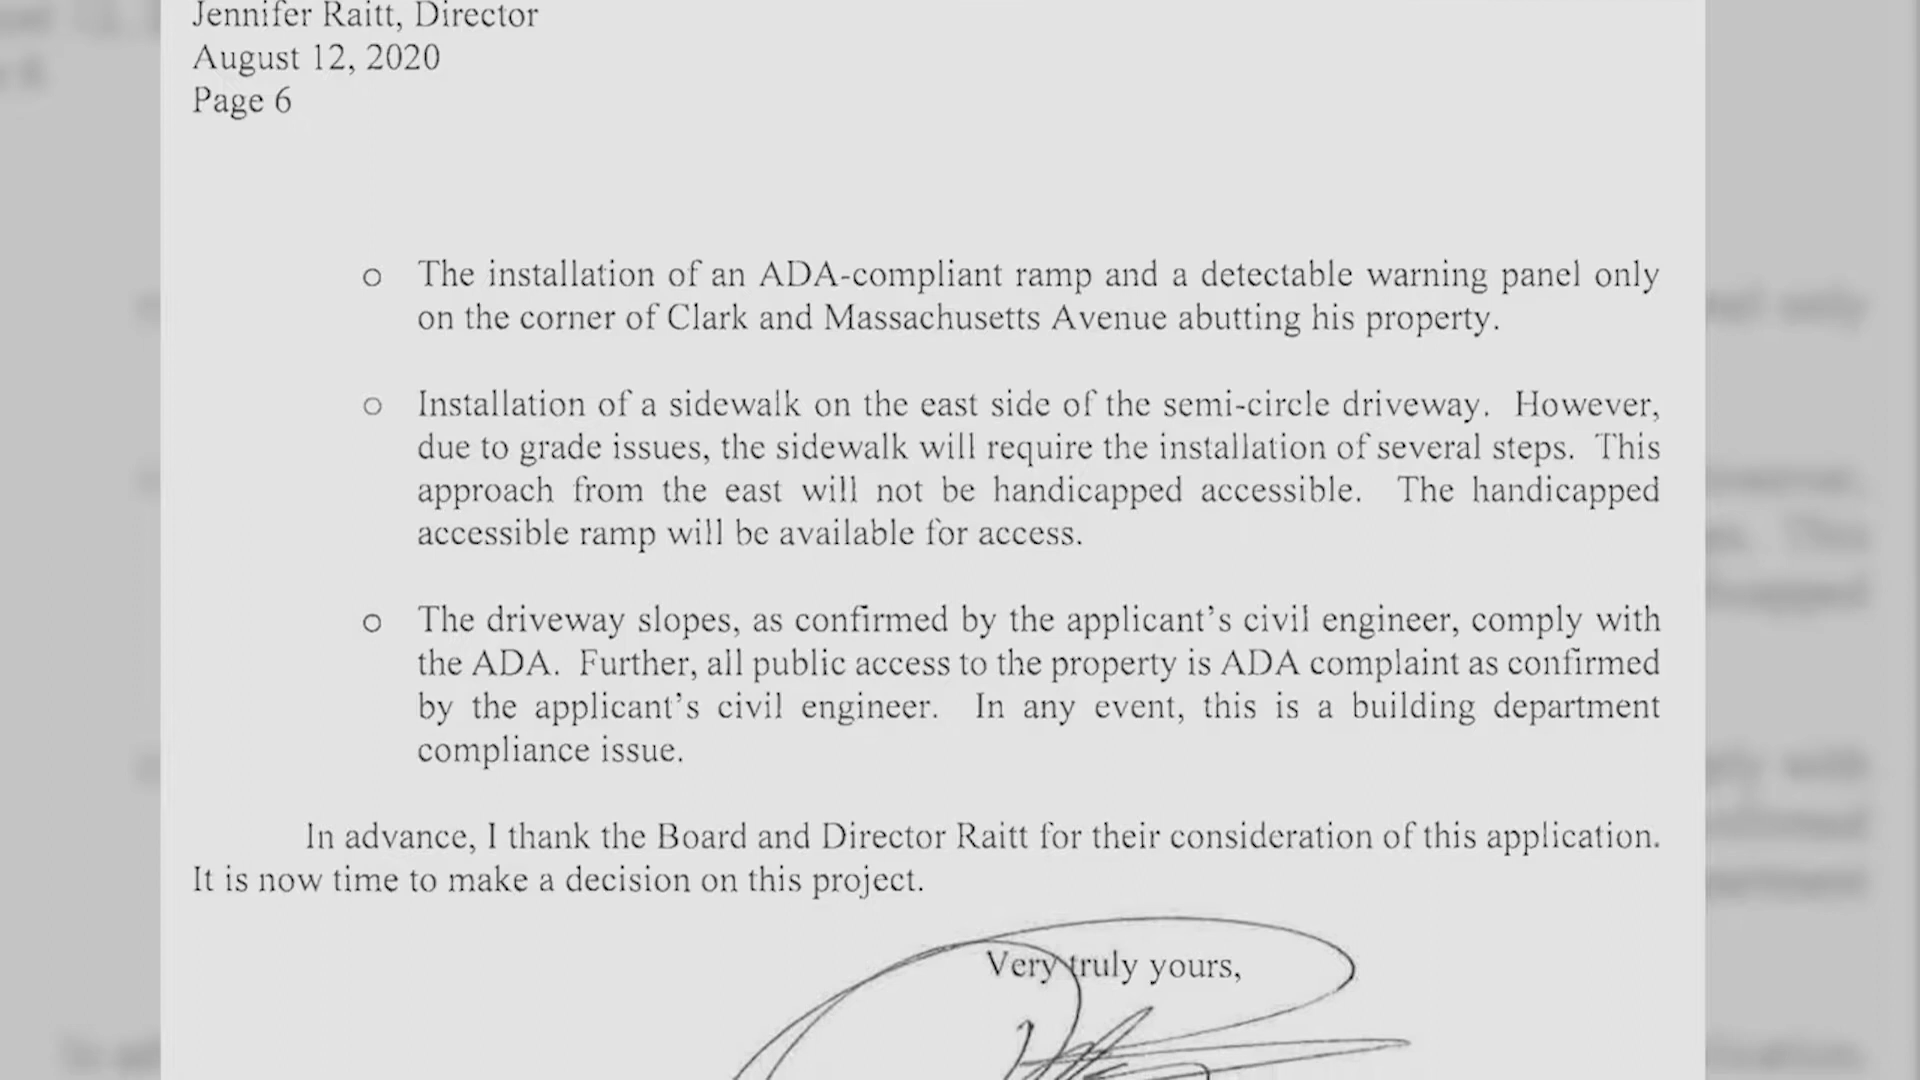 Jennifer Raitt, Director
August 12, 2020
Page 6
o The installation of an ADA-compliant ramp and a detectable warning panel only
on the corner of Clark and Massachusetts Avenue abutting his property.
o Installation of a sidewalk on the east side of the semi-circle driveway. However,
due to grade issues, the sidewalk will require the installation of several steps. This
approach from the east will not be handicapped accessible. The handicapped
accessible ramp will be available for access.
o The driveway slopes, as confirmed by the applicant’s civil engineer, comply with
the ADA. Further, all public access to the property is ADA complaint as confirmed
by the applicant’s civil engineer. In any event, this is a building department
compliance issue.
In advance, I thank the Board and Director Raitt for their consideration of this application.
It is now time to make a decision on this project.
Very truly yours,